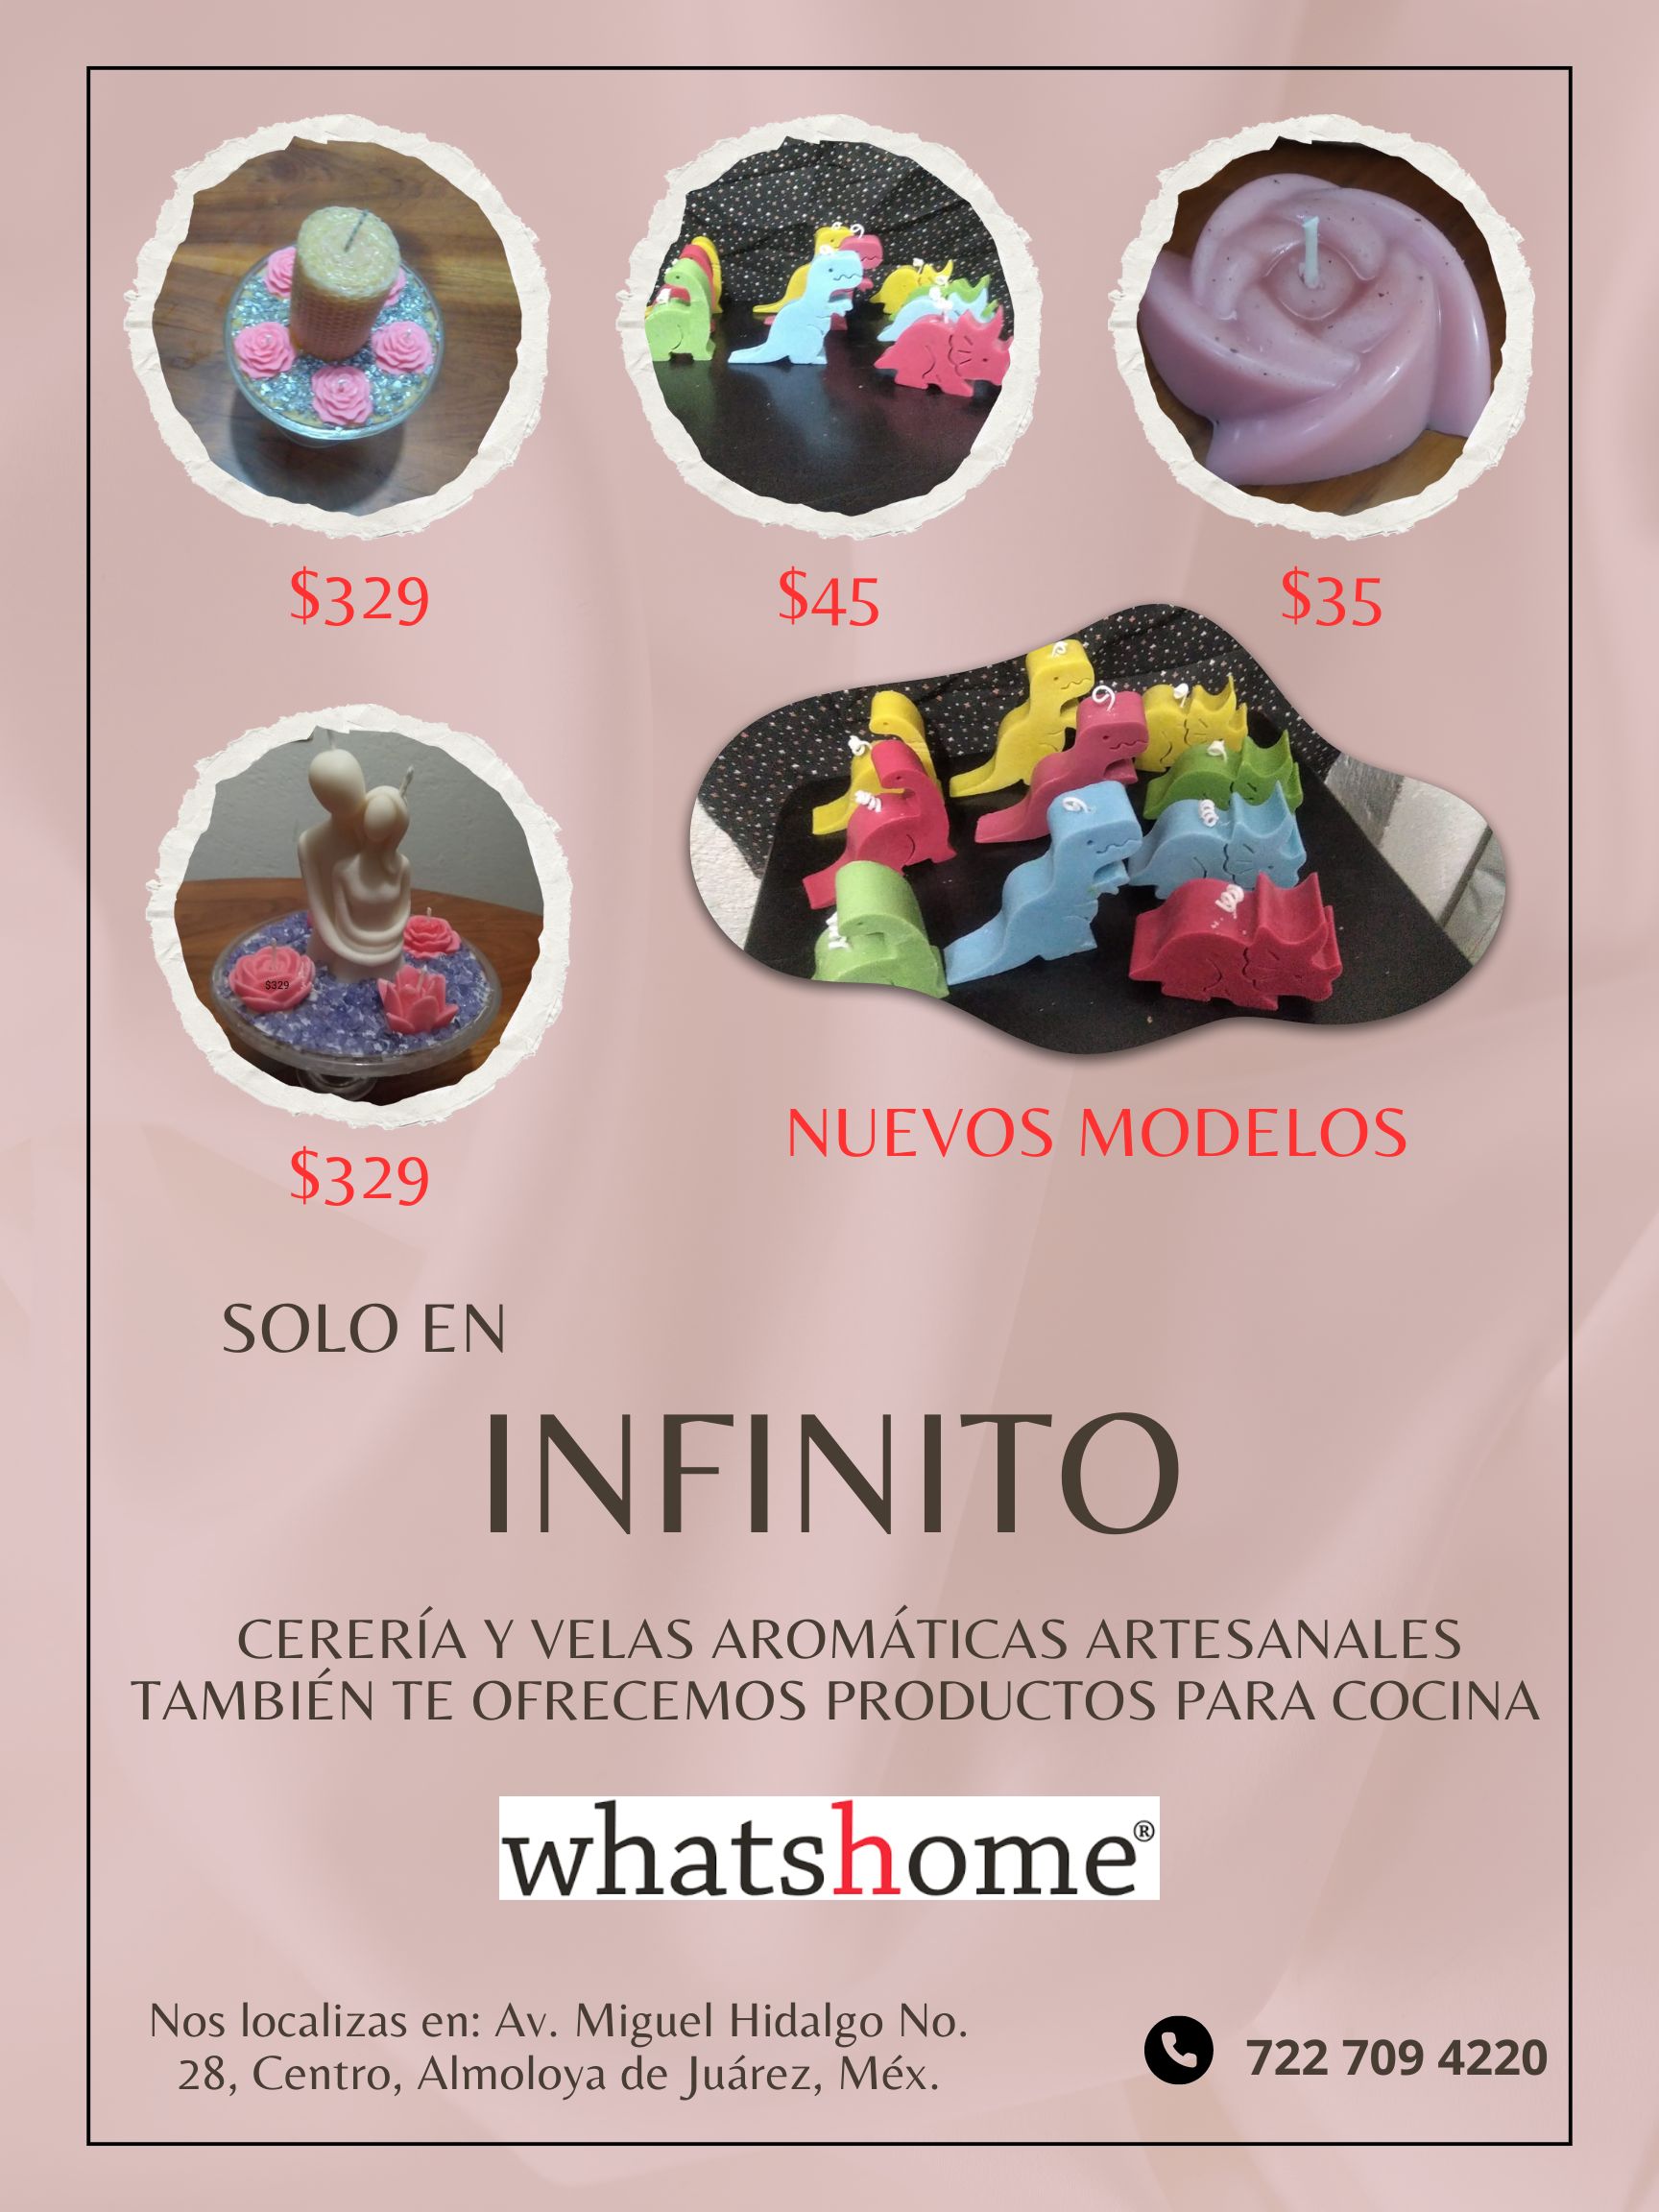 $329
$45
$35
$329
$329
NUEVOS MODELOS
SOLO EN
INFINITO
CERERÍA Y VELAS AROMÁTICAS ARTESANALES
TAMBIÉN TE OFRECEMOS PRODUCTOS PARA COCINA
whatshome®
Nos localizas en: Av. Miguel Hidalgo No.
28, Centro, Almoloya de Juárez, Méx.
722 709 4220